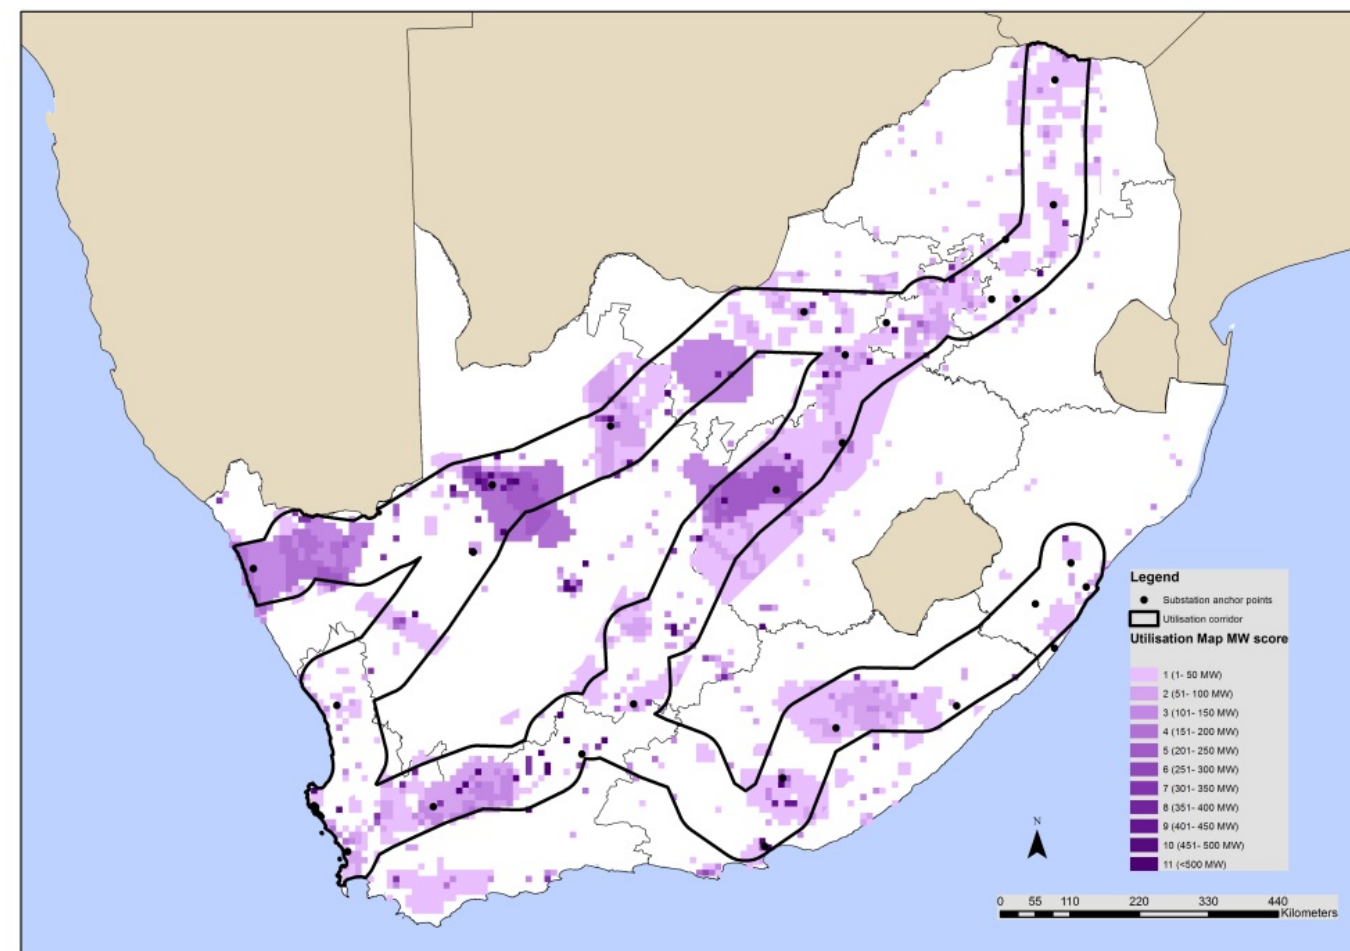 Legend
Substation anchor points
Utilisation corridor
Utilisation Map MW score
1 (1- 50 MW)
2 (51- 100 MW)
3 (101- 150 MW)
4 (151- 200 MW)
5 (201- 250 MW)
6 (251- 300 MW)
7 (301- 350 MW)
8 (351- 400 MW)
9 (401- 450 MW)
10 (451- 500 MW)
11 (<500 MW)
N
0 55 110 220 330 440
Kilometers